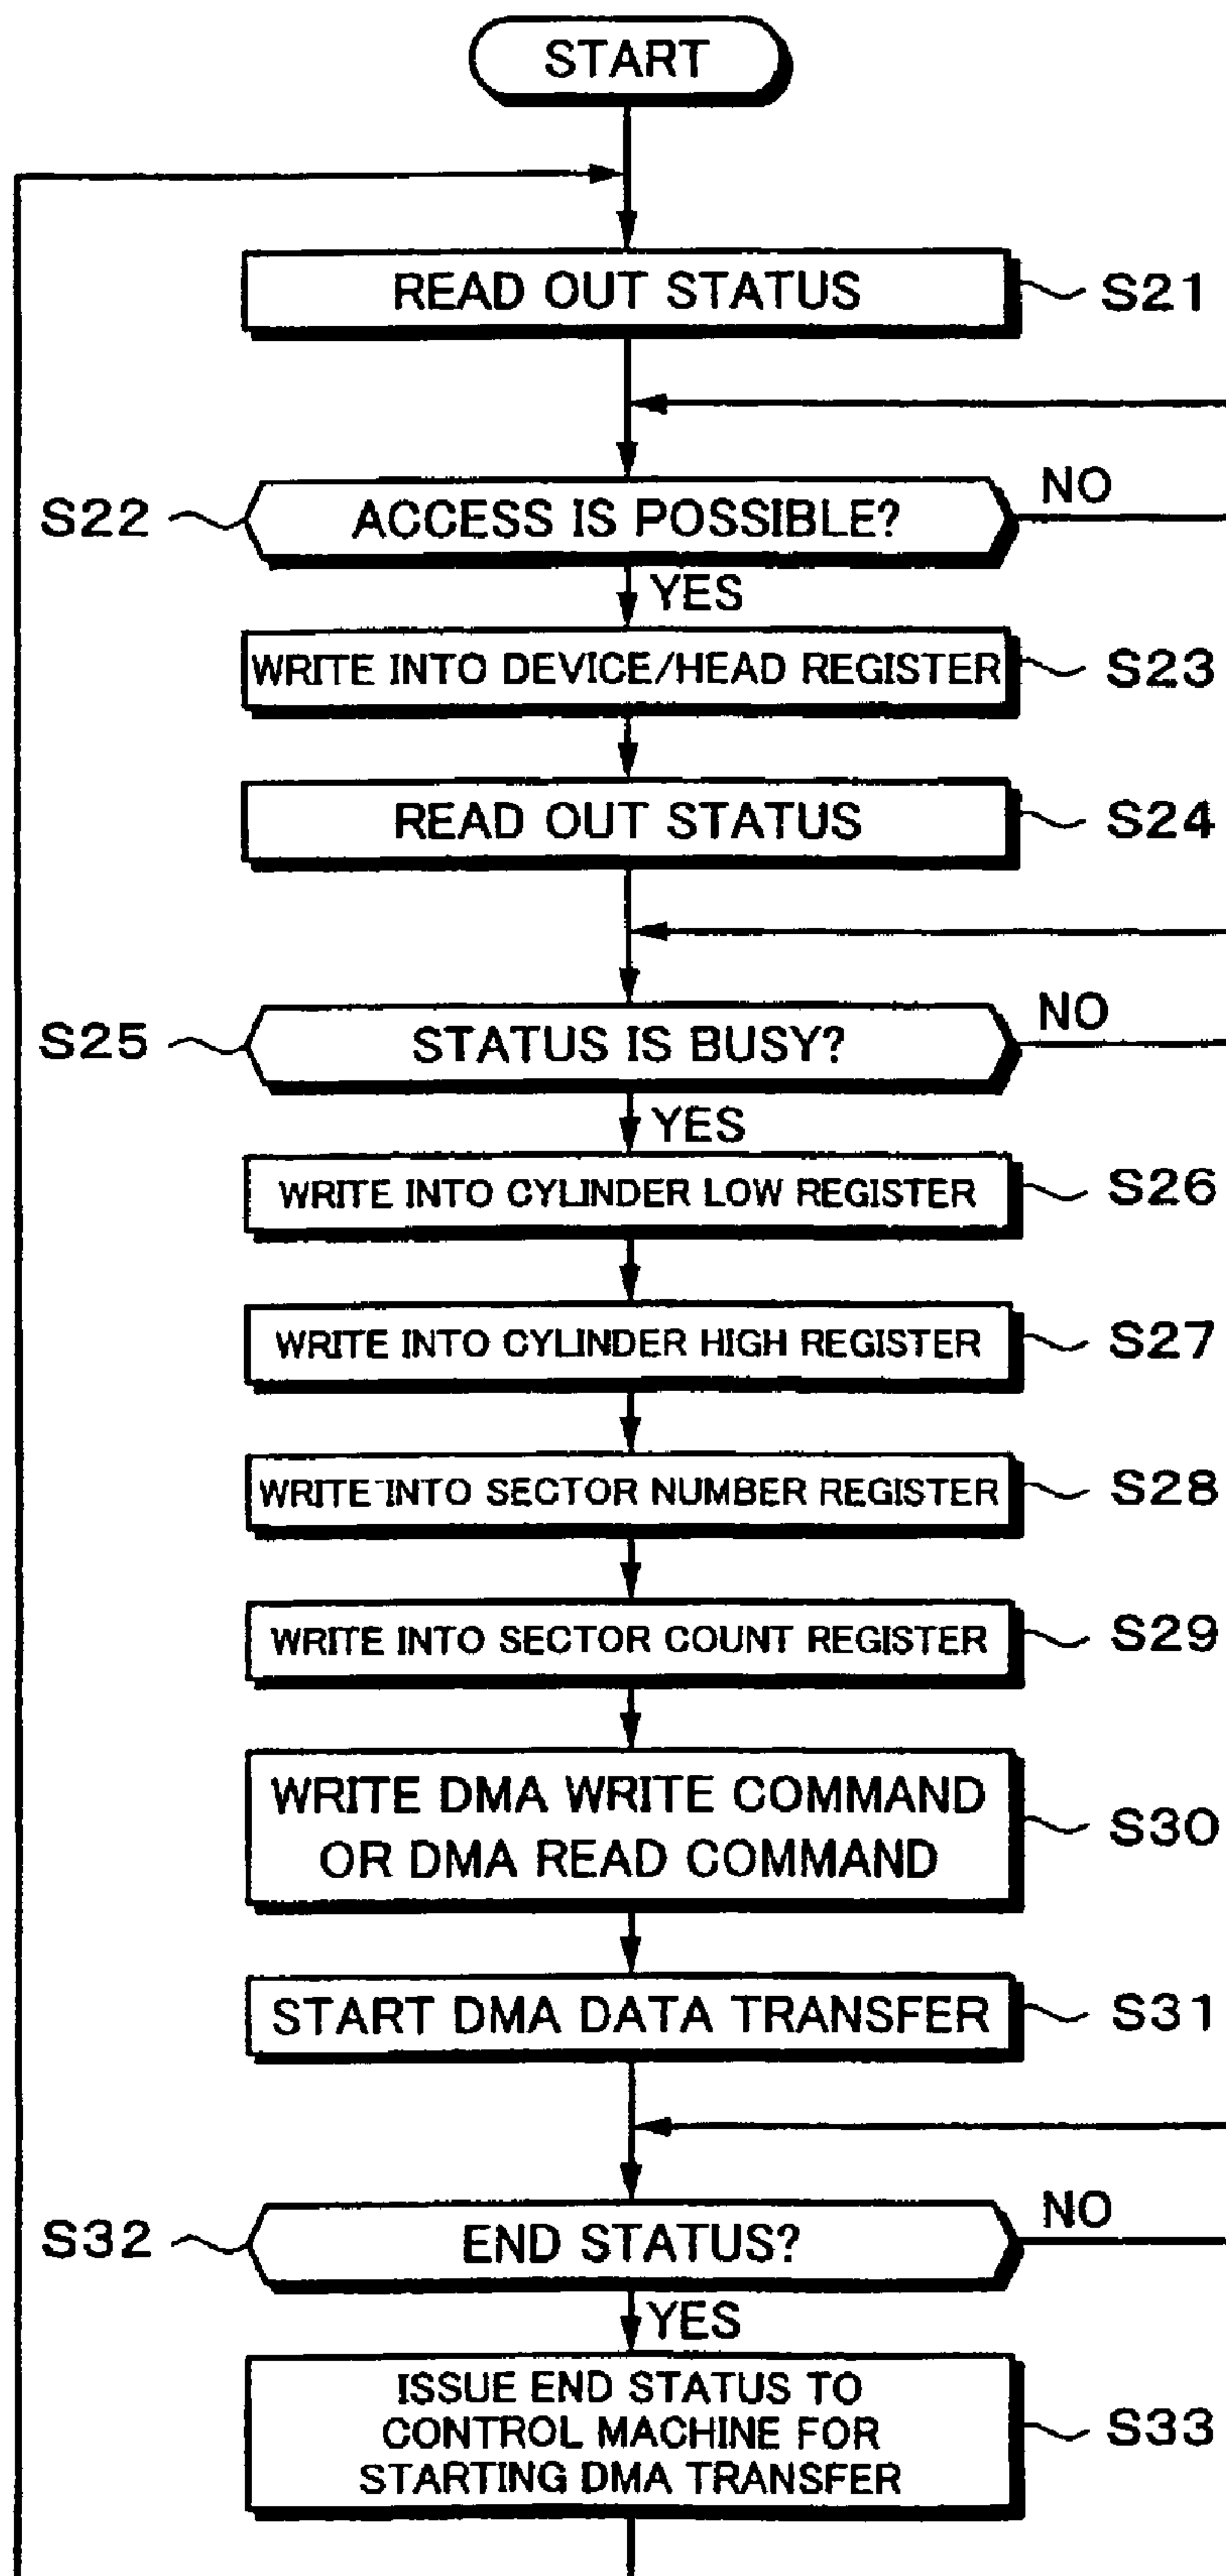 START
READ OUT STATUS
S21
S22
ACCESS IS POSSIBLE?
NO
YES
WRITE INTO DEVICE/HEAD REGISTER
S23
READ OUT STATUS
S24
S25
STATUS IS BUSY?
NO
YES
WRITE INTO CYLINDER LOW REGISTER
S26
WRITE INTO CYLINDER HIGH REGISTER
S27
WRITE INTO SECTOR NUMBER REGISTER
S28
WRITE INTO SECTOR COUNT REGISTER
S29
WRITE DMA WRITE COMMAND
OR DMA READ COMMAND
S30
START DMA DATA TRANSFER
S31
S32
END STATUS?
NO
YES
ISSUE END STATUS TO
CONTROL MACHINE FOR
STARTING DMA TRANSFER
S33